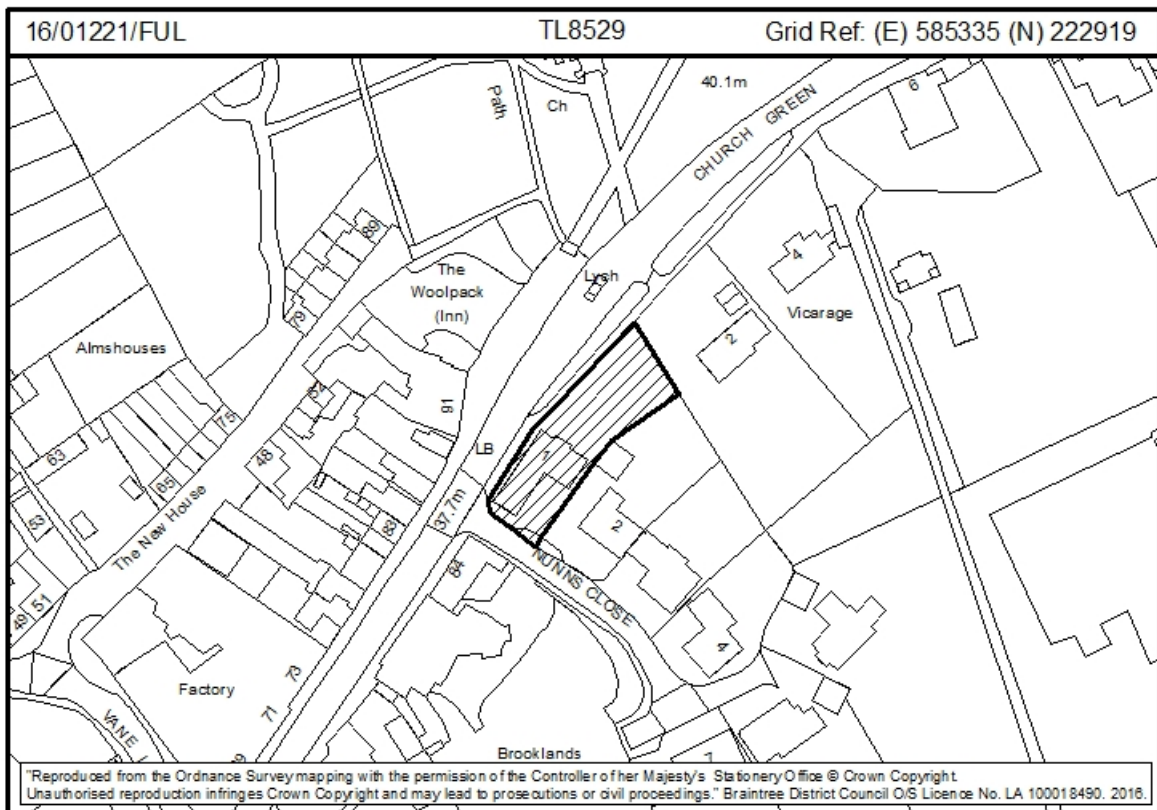 16/01221/FUL TL8529 Grid Ref: (E) 585335 (N) 222919
40.1m
6
Path
Ch
CHURCH GREEN
89
The
Woolpack
(Inn)
Lych
4
Vicarage
2
79
Almshouses
52
91
75
LB
1
48
63
65
37.7m
83
2
53
The New House
NUNNS CLOSE
64
51
49
4
Factory
73
71
VANE L
Brooklands
7
"Reproduced from the Ordnance Survey mapping with the permission of the Controller of her Majesty's Stationery Office © Crown Copyright.
Unauthorised reproduction infringes Crown Copyright and may lead to prosecutions or civil proceedings." Braintree District Council O/S Licence No. LA 100018490. 2016.